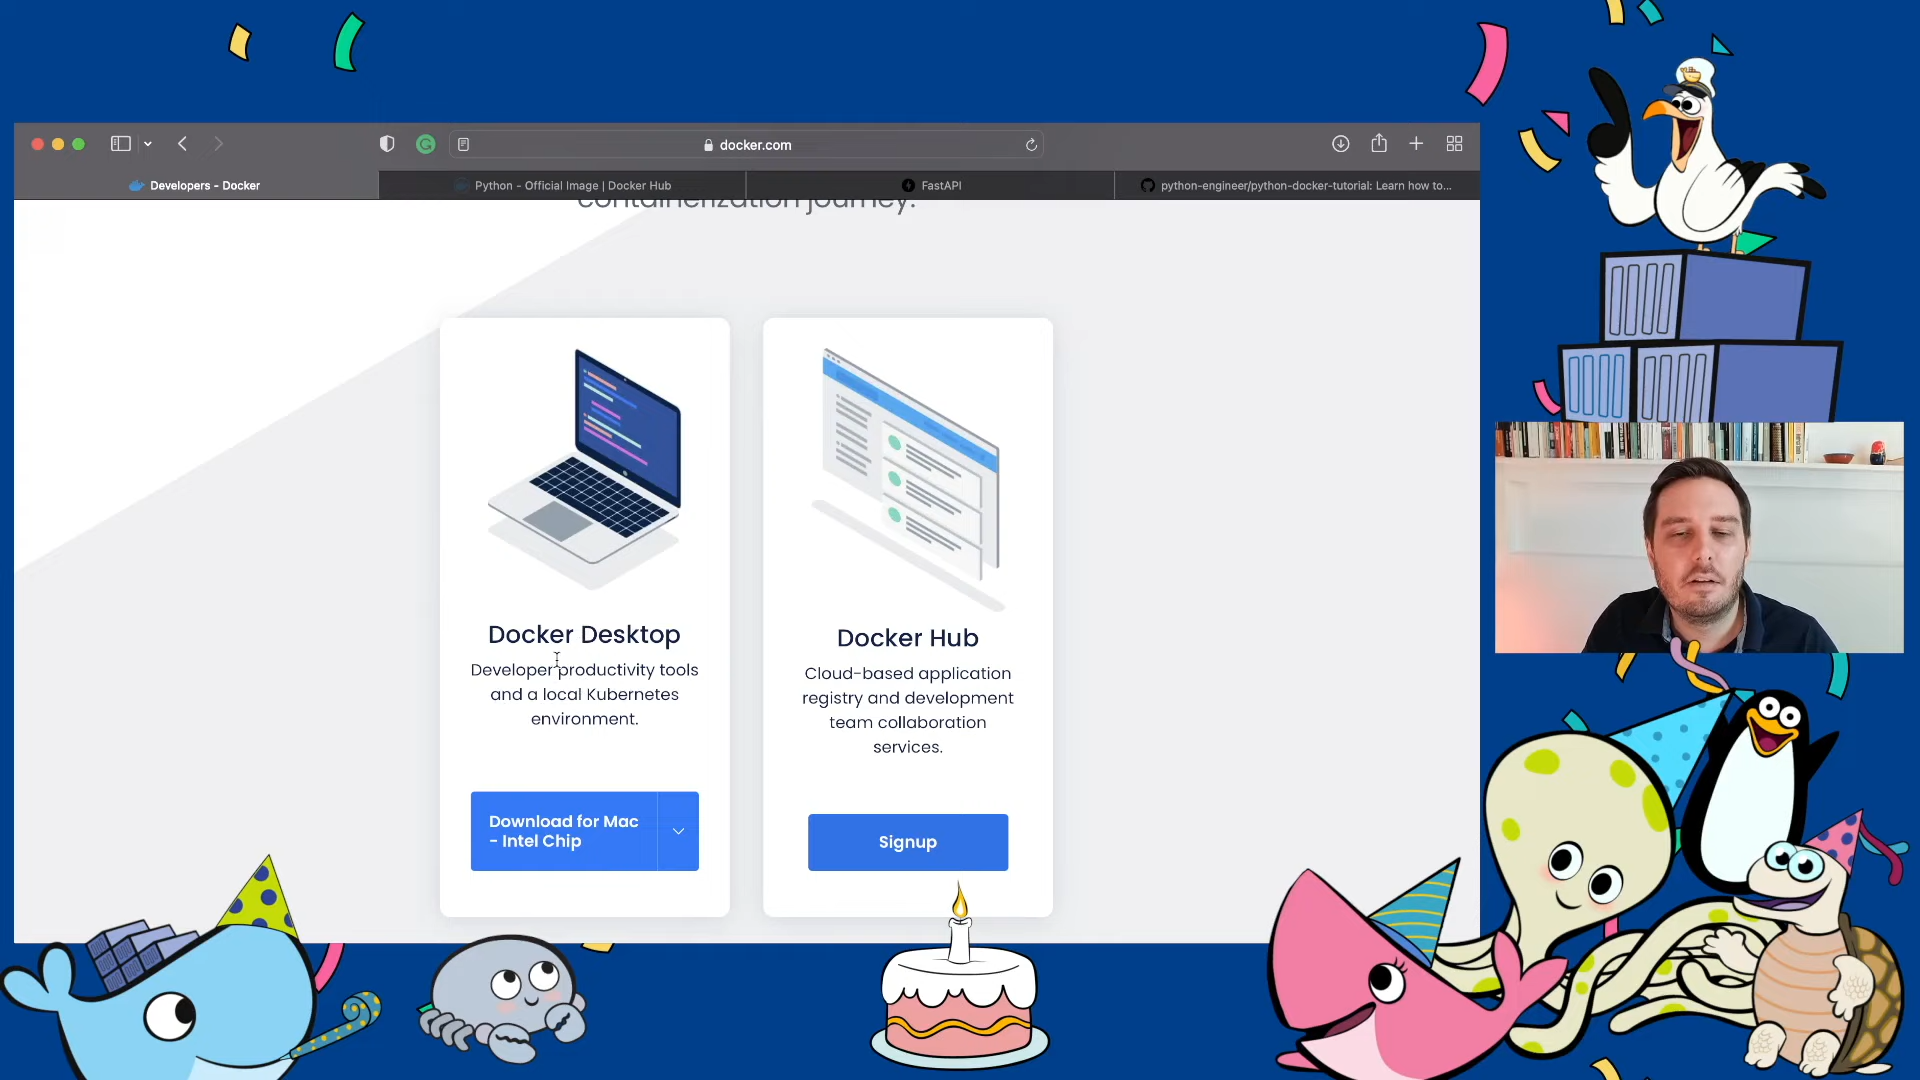 docker.com
Developers - Docker
Python - Official Image | Docker Hub
FastAPI
python-engineer/python-docker-tutorial: Learn how to...
containerization journey.
Docker Desktop
Developer productivity tools
and a local Kubernetes
environment.
Download for Mac
- Intel Chip
Docker Hub
Cloud-based application
registry and development
team collaboration
services.
Signup